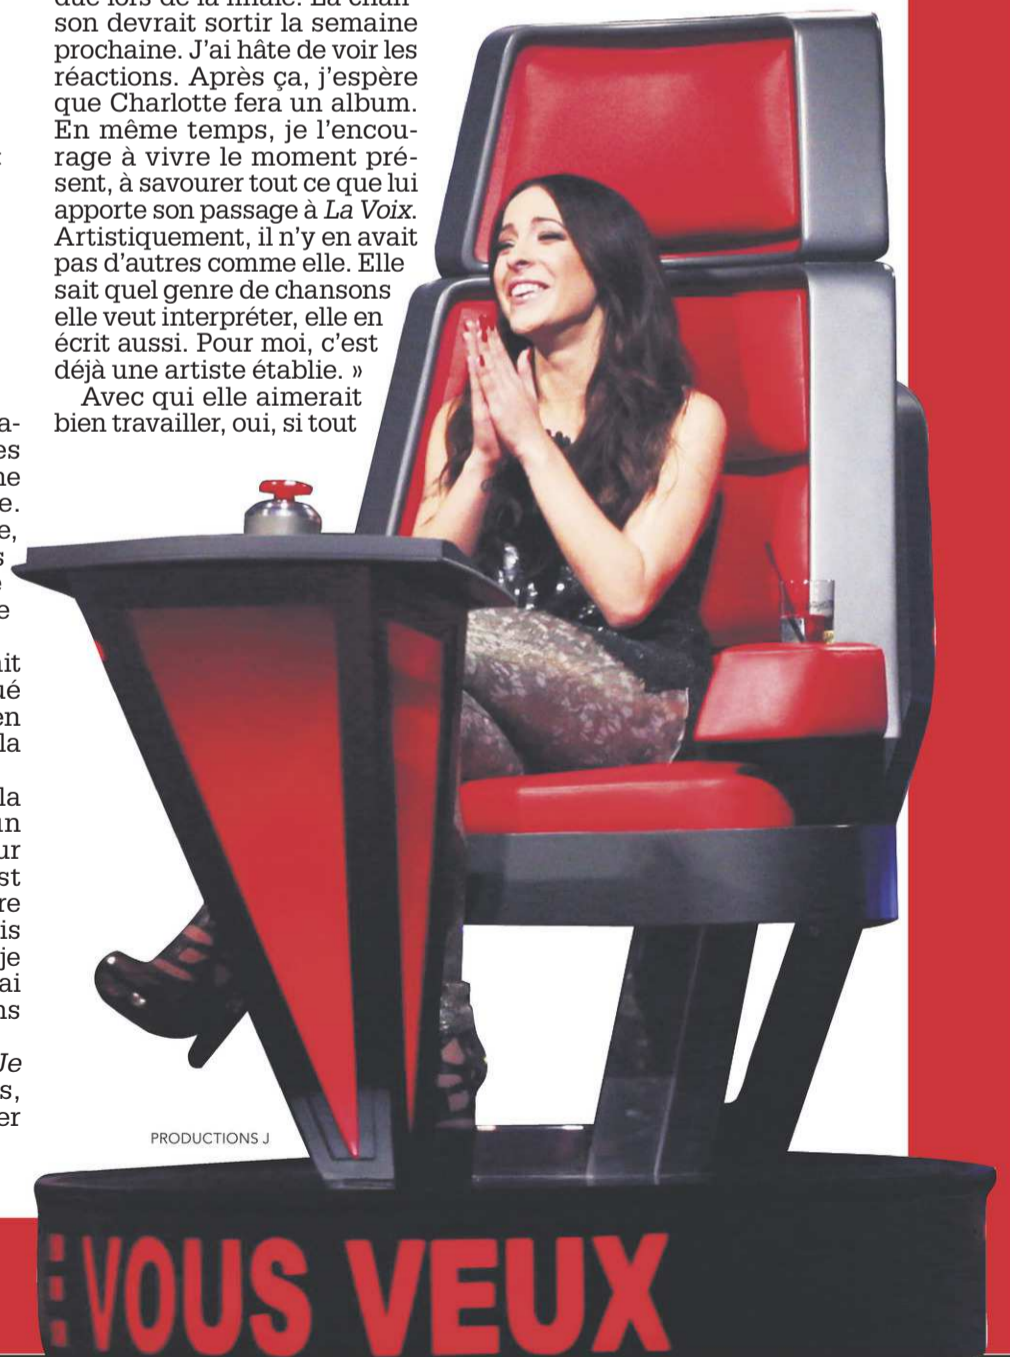 son devrait sortir la semaine
prochaine. J'ai hâte de voir les
réactions. Après ça, j'espère
que Charlotte fera un album.
En même temps, je l'encou-
rage à vivre le moment pré-
sent, à savourer tout ce que lui
apporte son passage à La Voix.
Artistiquement, il n'y en avait
pas d'autres comme elle. Elle
sait quel genre de chansons
elle veut interpréter, elle en
écrit aussi. Pour moi, c'est
déjà une artiste établie. »
Avec qui elle aimerait
bien travailler, oui, si tout
PRODUCTIONS J
VOUS VEUX